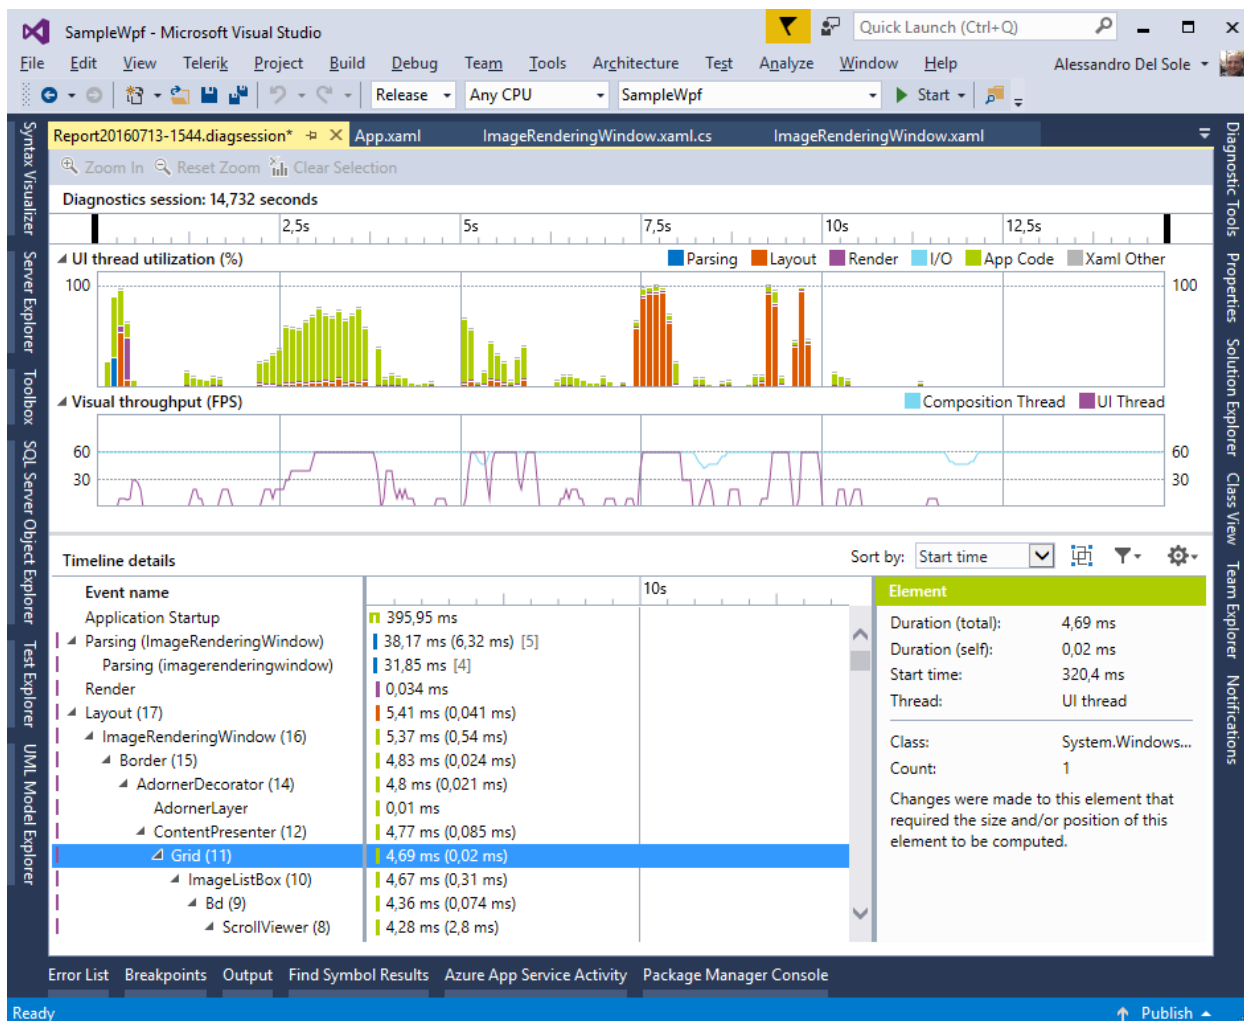 SampleWpf - Microsoft Visual Studio
Quick Launch (Ctrl+Q)
File Edit View Telerik Project Build Debug Team Tools Architecture Test Analyze Window Help
Alessandro Del Sole
Release Any CPU SampleWpf Start
Report20160713-1544.diagsession* App.xaml ImageRenderingWindow.xaml.cs ImageRenderingWindow.xaml
Zoom In Reset Zoom Clear Selection
Diagnostics session: 14,732 seconds
2,5s 5s 7,5s 10s 12,5s
UI thread utilization (%)
Parsing Layout Render I/O App Code Xaml Other
100 100
Visual throughput (FPS)
Composition Thread UI Thread
60 60
30 30
Timeline details
Sort by: Start time
Event name
10s
Application Startup 395,95 ms
Parsing (ImageRenderingWindow) 38,17 ms (6,32 ms) [5]
Parsing (imagerenderingwindow) 31,85 ms [4]
Render 0,034 ms
Layout (17) 5,41 ms (0,041 ms)
ImageRenderingWindow (16) 5,37 ms (0,54 ms)
Border (15) 4,83 ms (0,024 ms)
AdornerDecorator (14) 4,8 ms (0,021 ms)
AdornerLayer 0,01 ms
ContentPresenter (12) 4,77 ms (0,085 ms)
Grid (11) 4,69 ms (0,02 ms)
ImageListBox (10) 4,67 ms (0,31 ms)
Bd (9) 4,36 ms (0,074 ms)
ScrollViewer (8) 4,28 ms (2,8 ms)
Element
Duration (total): 4,69 ms
Duration (self): 0,02 ms
Start time: 320,4 ms
Thread: UI thread
Class: System.Windows...
Count: 1
Changes were made to this element that
required the size and/or position of this
element to be computed.
Syntax Visualizer
Server Explorer
Toolbox
SQL Server Object Explorer
Test Explorer
UML Model Explorer
Diagnostic Tools
Properties
Solution Explorer
Class View
Team Explorer
Notifications
Error List Breakpoints Output Find Symbol Results Azure App Service Activity Package Manager Console
Ready
Publish